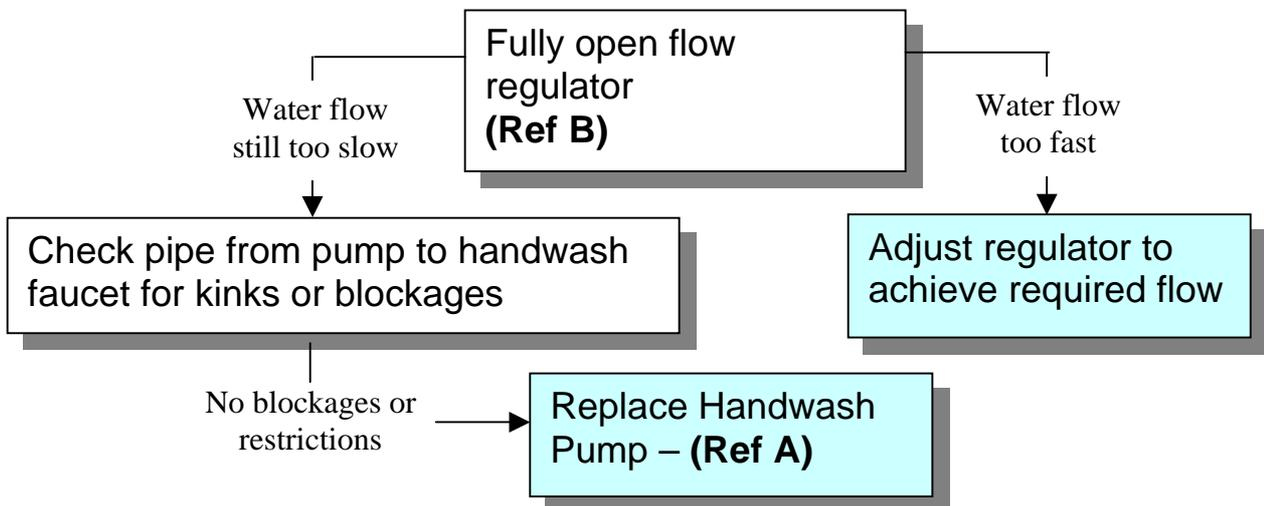 Fully open flow
regulator
(Ref B)
Water flow
still too slow
Water flow
too fast
Check pipe from pump to handwash
faucet for kinks or blockages
Adjust regulator to
achieve required flow
No blockages or
restrictions
Replace Handwash
Pump – (Ref A)